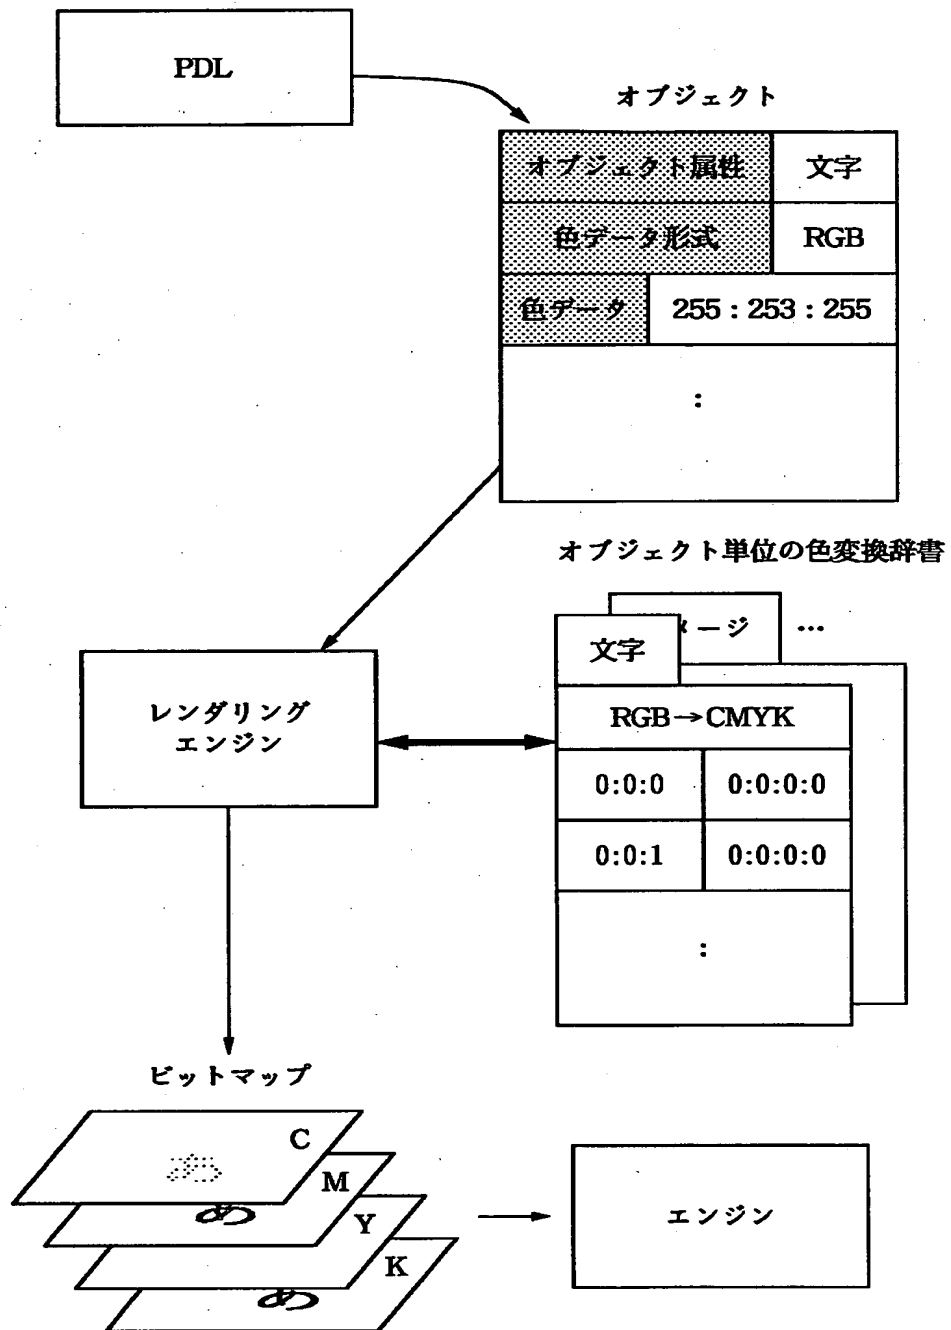 PDL
オブジェクト
オブジェクト属性 文字
色データ形式 RGB
色データ 255 : 253 : 255
:
オブジェクト単位の色変換辞書
メージ …
文字
RGB→CMYK
0:0:0 0:0:0:0
0:0:1 0:0:0:0
:
レンダリング
エンジン
ビットマップ
C
あ
M
あ
Y
K
あ
エンジン